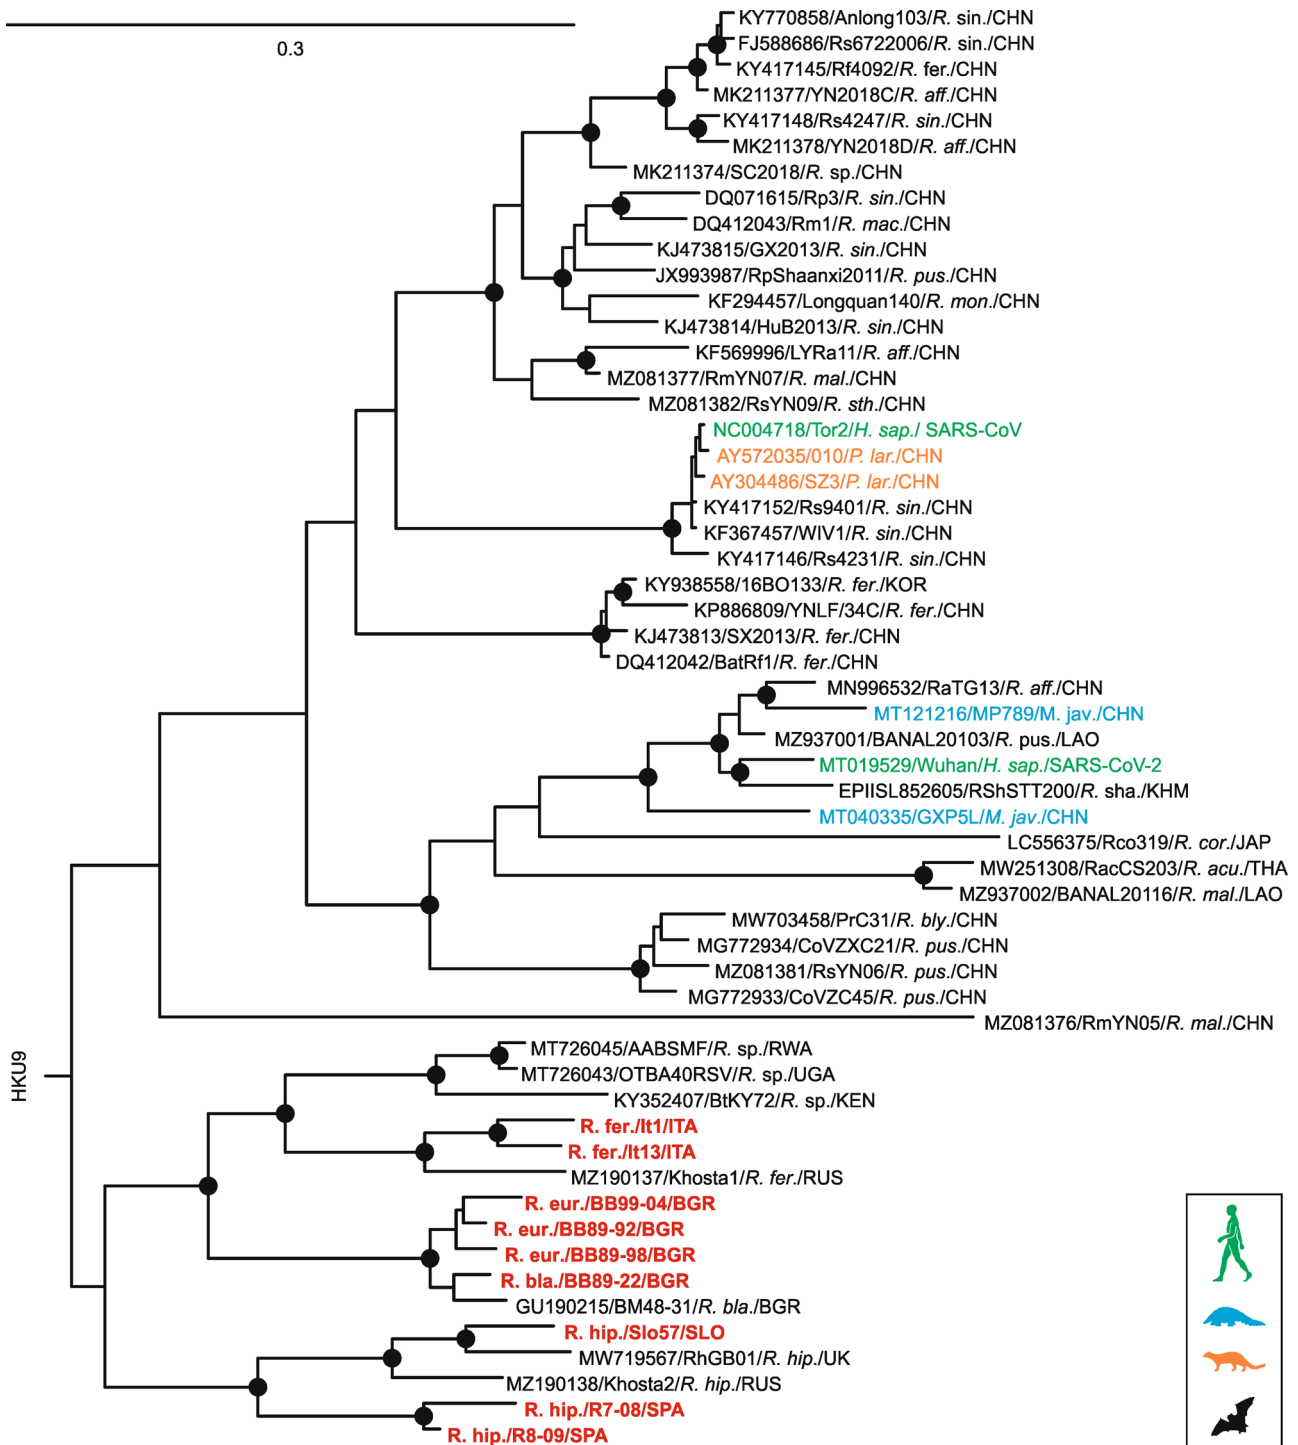 0.3
KY770858/Anlong103/R. sin./CHN
FJ588686/Rs6722006/R. sin./CHN
KY417145/Rf4092/R. fer./CHN
MK211377/YN2018C/R. aff./CHN
KY417148/Rs4247/R. sin./CHN
MK211378/YN2018D/R. aff./CHN
MK211374/SC2018/R. sp./CHN
DQ071615/Rp3/R. sin./CHN
DQ412043/Rm1/R. mac./CHN
KJ473815/GX2013/R. sin./CHN
JX993987/RpShaanxi2011/R. pus./CHN
KF294457/Longquan140/R. mon./CHN
KJ473814/HuB2013/R. sin./CHN
KF569996/LYRa11/R. aff./CHN
MZ081377/RmYN07/R. mal./CHN
MZ081382/RsYN09/R. sth./CHN
NC004718/Tor2/H. sap./ SARS-CoV
AY572035/010/P. lar./CHN
AY304486/SZ3/P. lar./CHN
KY417152/Rs9401/R. sin./CHN
KF367457/WIV1/R. sin./CHN
KY417146/Rs4231/R. sin./CHN
KY938558/16BO133/R. fer./KOR
KP886809/YNLF/34C/R. fer./CHN
KJ473813/SX2013/R. fer./CHN
DQ412042/BatRf1/R. fer./CHN
MN996532/RaTG13/R. aff./CHN
MT121216/MP789/M. jav./CHN
MZ937001/BANAL20103/R. pus./LAO
MT019529/Wuhan/H. sap./SARS-CoV-2
EPIISL852605/RShSTT200/R. sha./KHM
MT040335/GXP5L/M. jav./CHN
LC556375/Rco319/R. cor./JAP
MW251308/RacCS203/R. acu./THA
MZ937002/BANAL20116/R. mal./LAO
MW703458/PrC31/R. bly./CHN
MG772934/CoVZXC21/R. pus./CHN
MZ081381/RsYN06/R. pus./CHN
MG772933/CoVZC45/R. pus./CHN
MZ081376/RmYN05/R. mal./CHN
HKU9
MT726045/AABSMF/R. sp./RWA
MT726043/OTBA40RSV/R. sp./UGA
KY352407/BtKY72/R. sp./KEN
R. fer./It1/ITA
R. fer./It13/ITA
MZ190137/Khosta1/R. fer./RUS
R. eur./BB99-04/BGR
R. eur./BB89-92/BGR
R. eur./BB89-98/BGR
R. bla./BB89-22/BGR
GU190215/BM48-31/R. bla./BGR
R. hip./Slo57/SLO
MW719567/RhGB01/R. hip./UK
MZ190138/Khosta2/R. hip./RUS
R. hip./R7-08/SPA
R. hip./R8-09/SPA